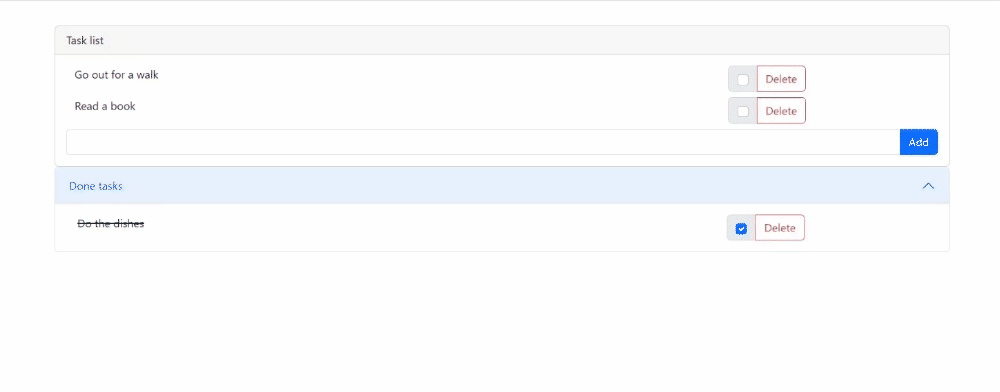 Task list
Go out for a walk Delete
Read a book Delete
Add
Done tasks
Do the dishes Delete